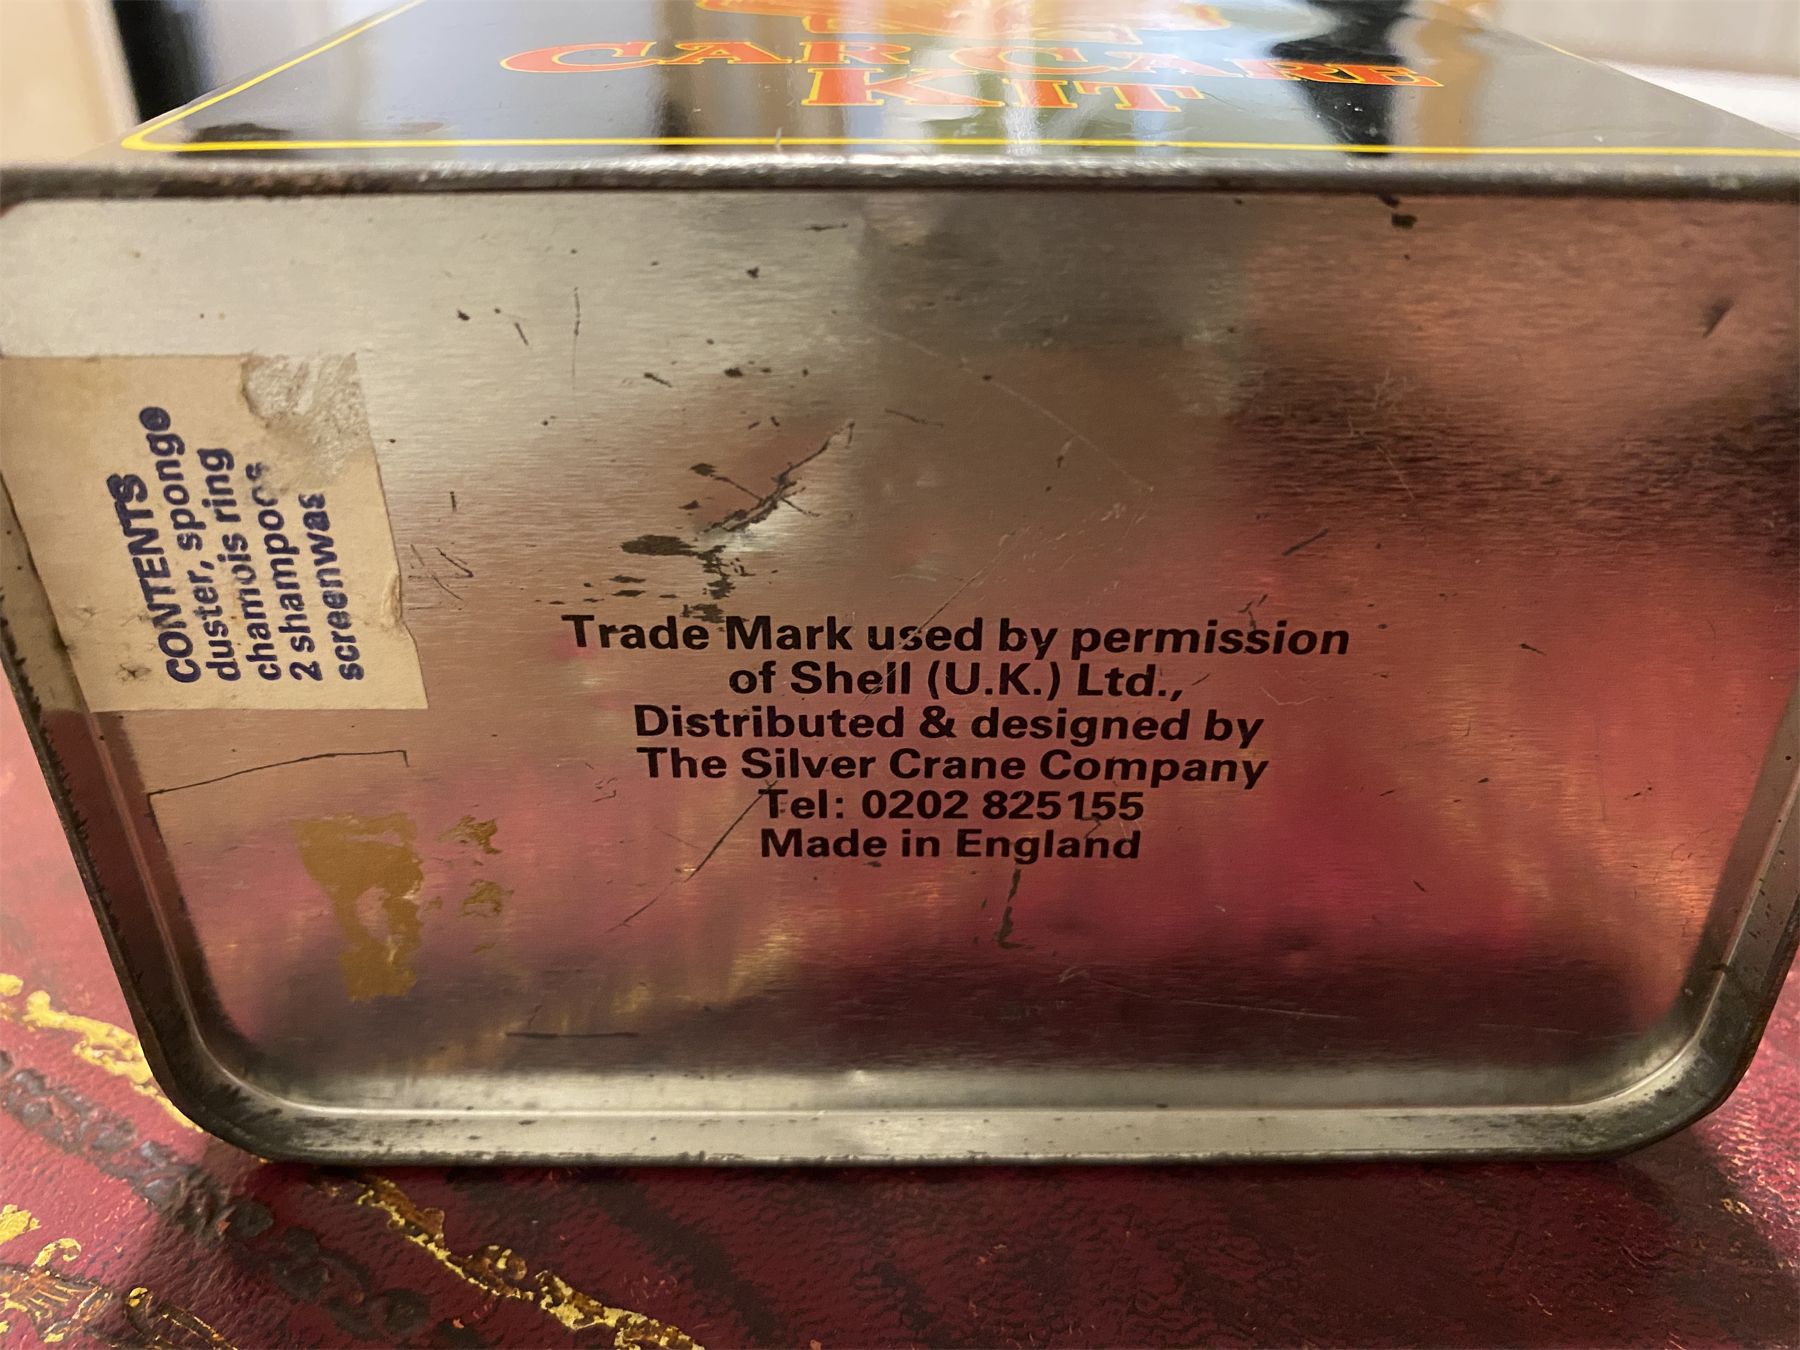 CAR CARE
KIT
CONTENTS
duster, sponge
chamois ring
2 shampoos
screenwas
Trade Mark used by permission
of Shell (U.K.) Ltd.,
Distributed & designed by
The Silver Crane Company
Tel: 0202 825155
Made in England